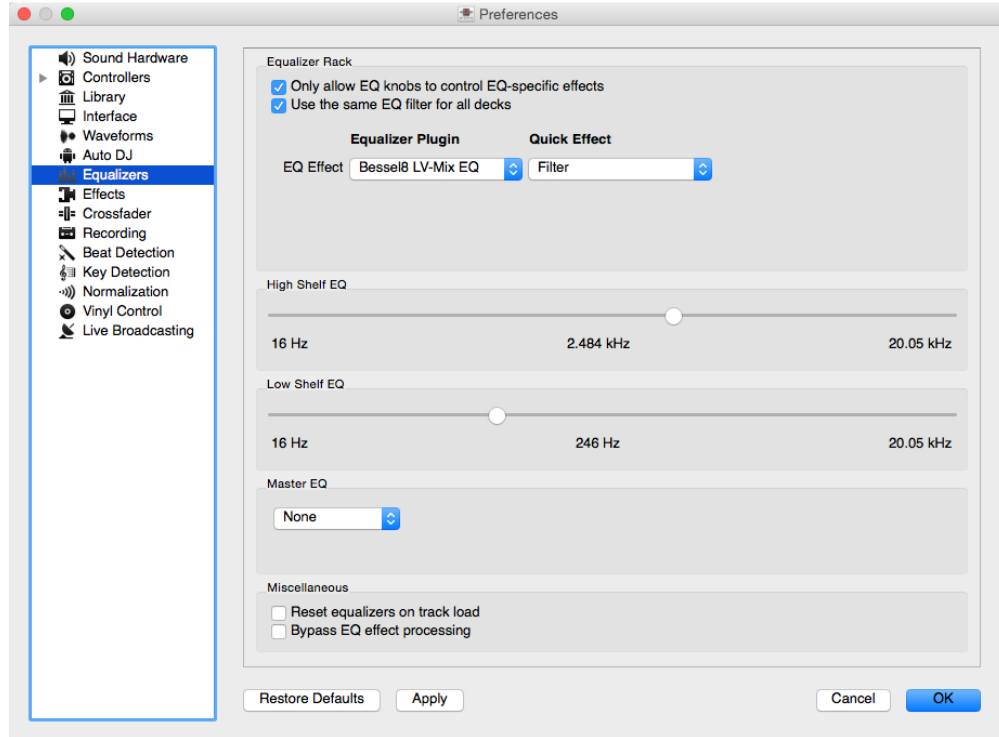 Preferences
Sound Hardware
Controllers
Library
Interface
Waveforms
Auto DJ
Equalizers
Effects
Crossfader
Recording
Beat Detection
Key Detection
Normalization
Vinyl Control
Live Broadcasting
Equalizer Rack
Only allow EQ knobs to control EQ-specific effects
Use the same EQ filter for all decks
Equalizer Plugin Quick Effect
EQ Effect Bessel8 LV-Mix EQ Filter
High Shelf EQ
16 Hz 2.484 kHz 20.05 kHz
Low Shelf EQ
16 Hz 246 Hz 20.05 kHz
Master EQ
None
Miscellaneous
Reset equalizers on track load
Bypass EQ effect processing
Restore Defaults Apply Cancel OK